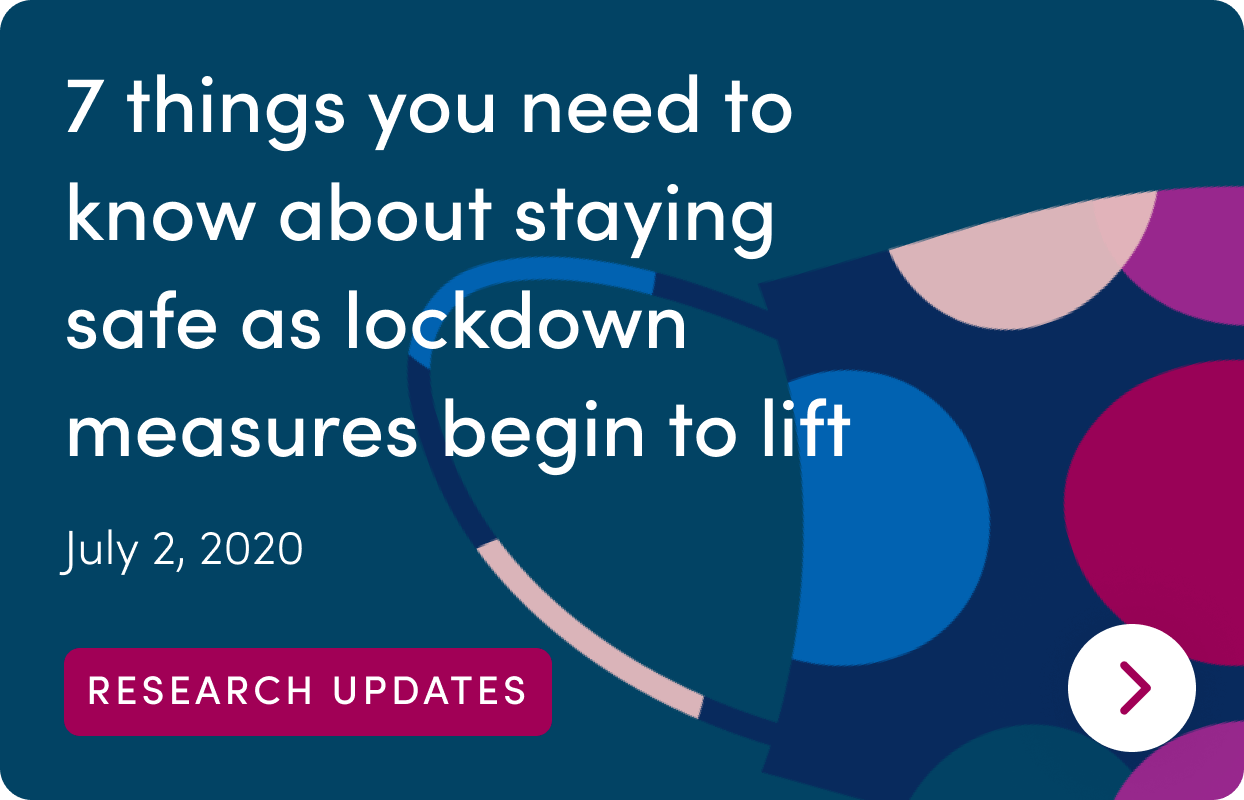 7 things you need to
know about staying
safe as lockdown
measures begin to lift
July 2, 2020
RESEARCH UPDATES